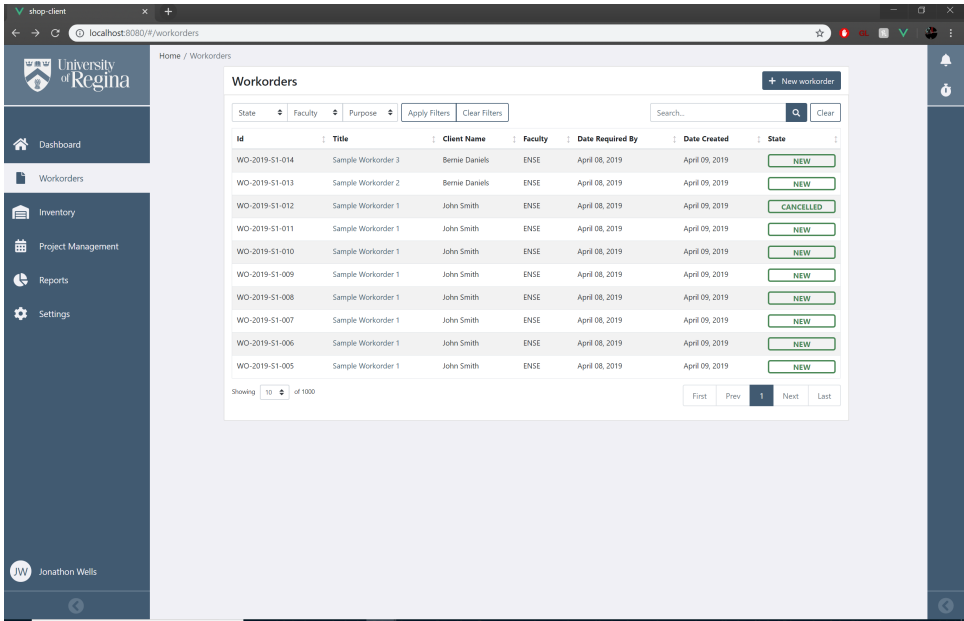 shop-client
localhost:8080/#/workorders
University
of Regina
Home / Workorders
Dashboard
Workorders
Inventory
Project Management
Reports
Settings
JW Jonathon Wells
Workorders
+ New workorder
State Faculty Purpose Apply Filters Clear Filters Search... Clear
Id Title Client Name Faculty Date Required By Date Created State
WO-2019-S1-014 Sample Workorder 3 Bernie Daniels ENSE April 08, 2019 April 09, 2019 NEW
WO-2019-S1-013 Sample Workorder 2 Bernie Daniels ENSE April 08, 2019 April 09, 2019 NEW
WO-2019-S1-012 Sample Workorder 1 John Smith ENSE April 08, 2019 April 09, 2019 CANCELLED
WO-2019-S1-011 Sample Workorder 1 John Smith ENSE April 08, 2019 April 09, 2019 NEW
WO-2019-S1-010 Sample Workorder 1 John Smith ENSE April 08, 2019 April 09, 2019 NEW
WO-2019-S1-009 Sample Workorder 1 John Smith ENSE April 08, 2019 April 09, 2019 NEW
WO-2019-S1-008 Sample Workorder 1 John Smith ENSE April 08, 2019 April 09, 2019 NEW
WO-2019-S1-007 Sample Workorder 1 John Smith ENSE April 08, 2019 April 09, 2019 NEW
WO-2019-S1-006 Sample Workorder 1 John Smith ENSE April 08, 2019 April 09, 2019 NEW
WO-2019-S1-005 Sample Workorder 1 John Smith ENSE April 08, 2019 April 09, 2019 NEW
Showing 10 of 1000
First Prev 1 Next Last